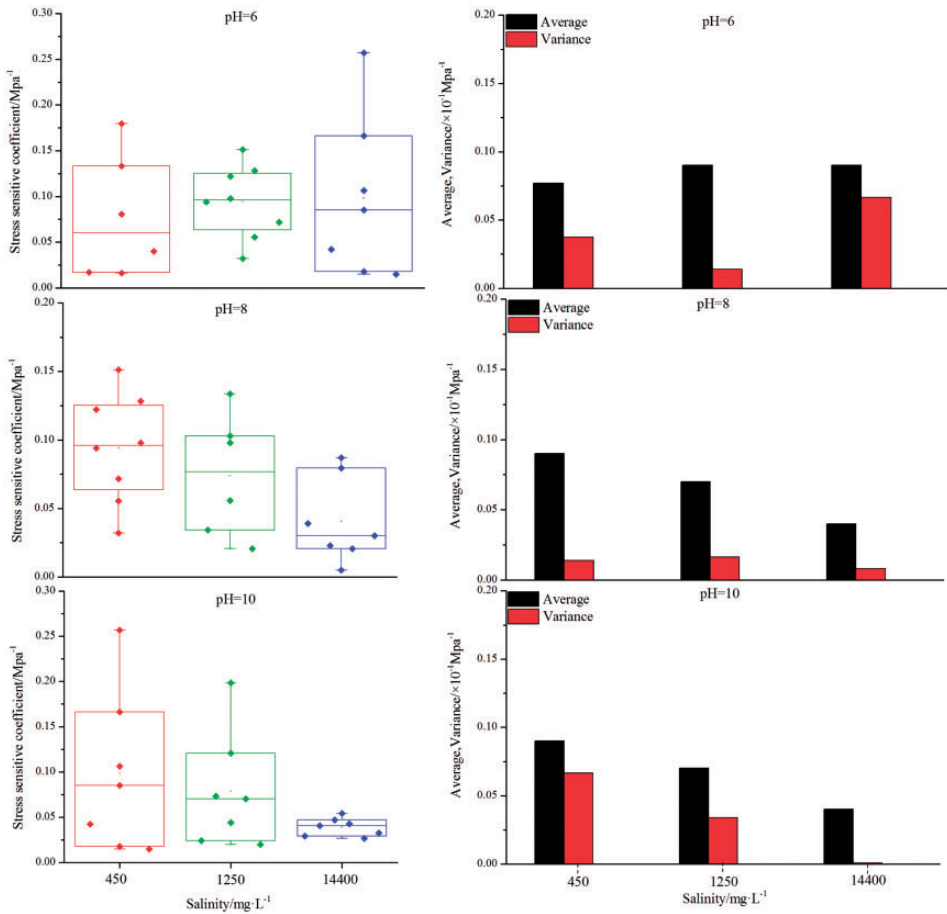 pH=6
0.30
0.25
0.20
0.15
0.10
0.05
0.00
Stress sensitive coefficient/Mpa-1
pH=6
Average
Variance
0.20
0.15
0.10
0.05
0.00
Average,Variance/×10-1Mpa-1
pH=8
0.20
0.15
0.10
0.05
0.00
Stress sensitive coefficient/Mpa-1
pH=8
Average
Variance
0.20
0.15
0.10
0.05
0.00
Average,Variance/×10-1Mpa-1
pH=10
0.30
0.25
0.20
0.15
0.10
0.05
0.00
Stress sensitive coefficient/Mpa-1
450
1250
14400
Salinity/mg·L-1
pH=10
Average
Variance
0.20
0.15
0.10
0.05
0.00
Average,Variance/×10-1Mpa-1
450
1250
14400
Salinity/mg·L-1